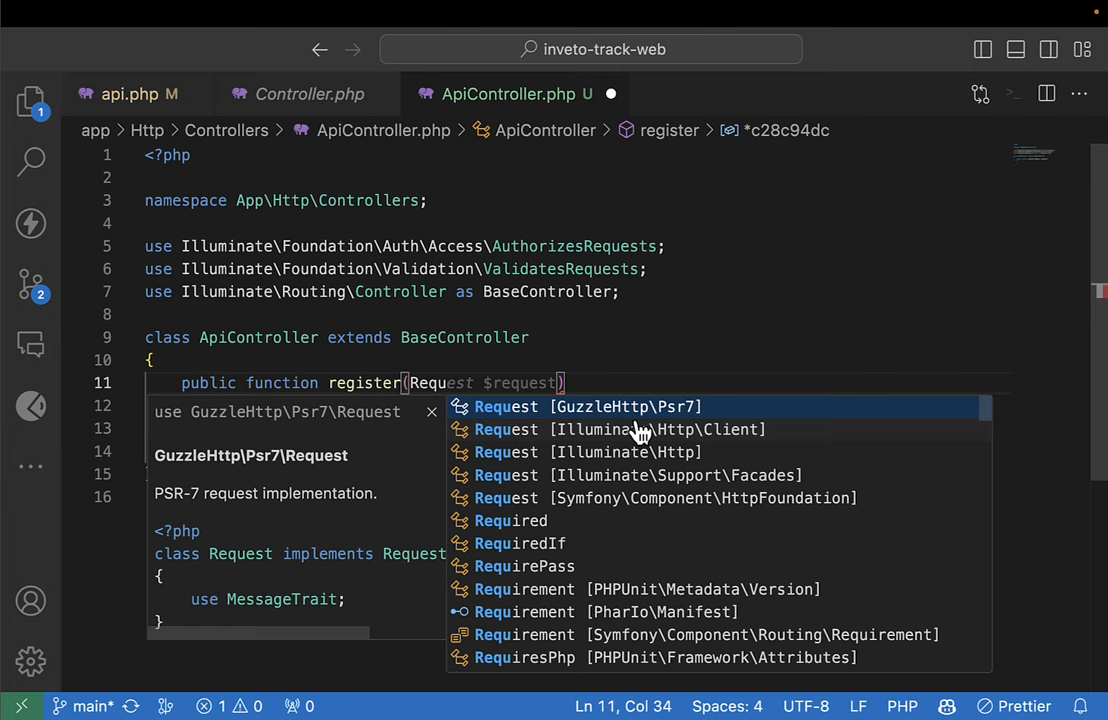 inveto-track-web
api.php M
Controller.php
ApiController.php U
app > Http > Controllers > ApiController.php > ApiController > register > *c28c94dc
1 <?php
2
3 namespace App\Http\Controllers;
4
5 use Illuminate\Foundation\Auth\Access\AuthorizesRequests;
6 use Illuminate\Foundation\Validation\ValidatesRequests;
7 use Illuminate\Routing\Controller as BaseController;
8
9 class ApiController extends BaseController
10 {
11 public function register(Request $request)
12
13
14
15
16
use GuzzleHttp\Psr7\Request
GuzzleHttp\Psr7\Request
PSR-7 request implementation.
<?php
class Request implements Request
{
use MessageTrait;
}
Request [GuzzleHttp\Psr7]
Request [Illuminate\Http\Client]
Request [Illuminate\Http]
Request [Illuminate\Support\Facades]
Request [Symfony\Component\HttpFoundation]
Required
RequiredIf
RequirePass
Requirement [PHPUnit\Metadata\Version]
Requirement [PharIo\Manifest]
Requirement [Symfony\Component\Routing\Requirement]
RequiresPhp [PHPUnit\Framework\Attributes]
1
2
main* 1 0 0 Ln 11, Col 34 Spaces: 4 UTF-8 LF PHP Prettier